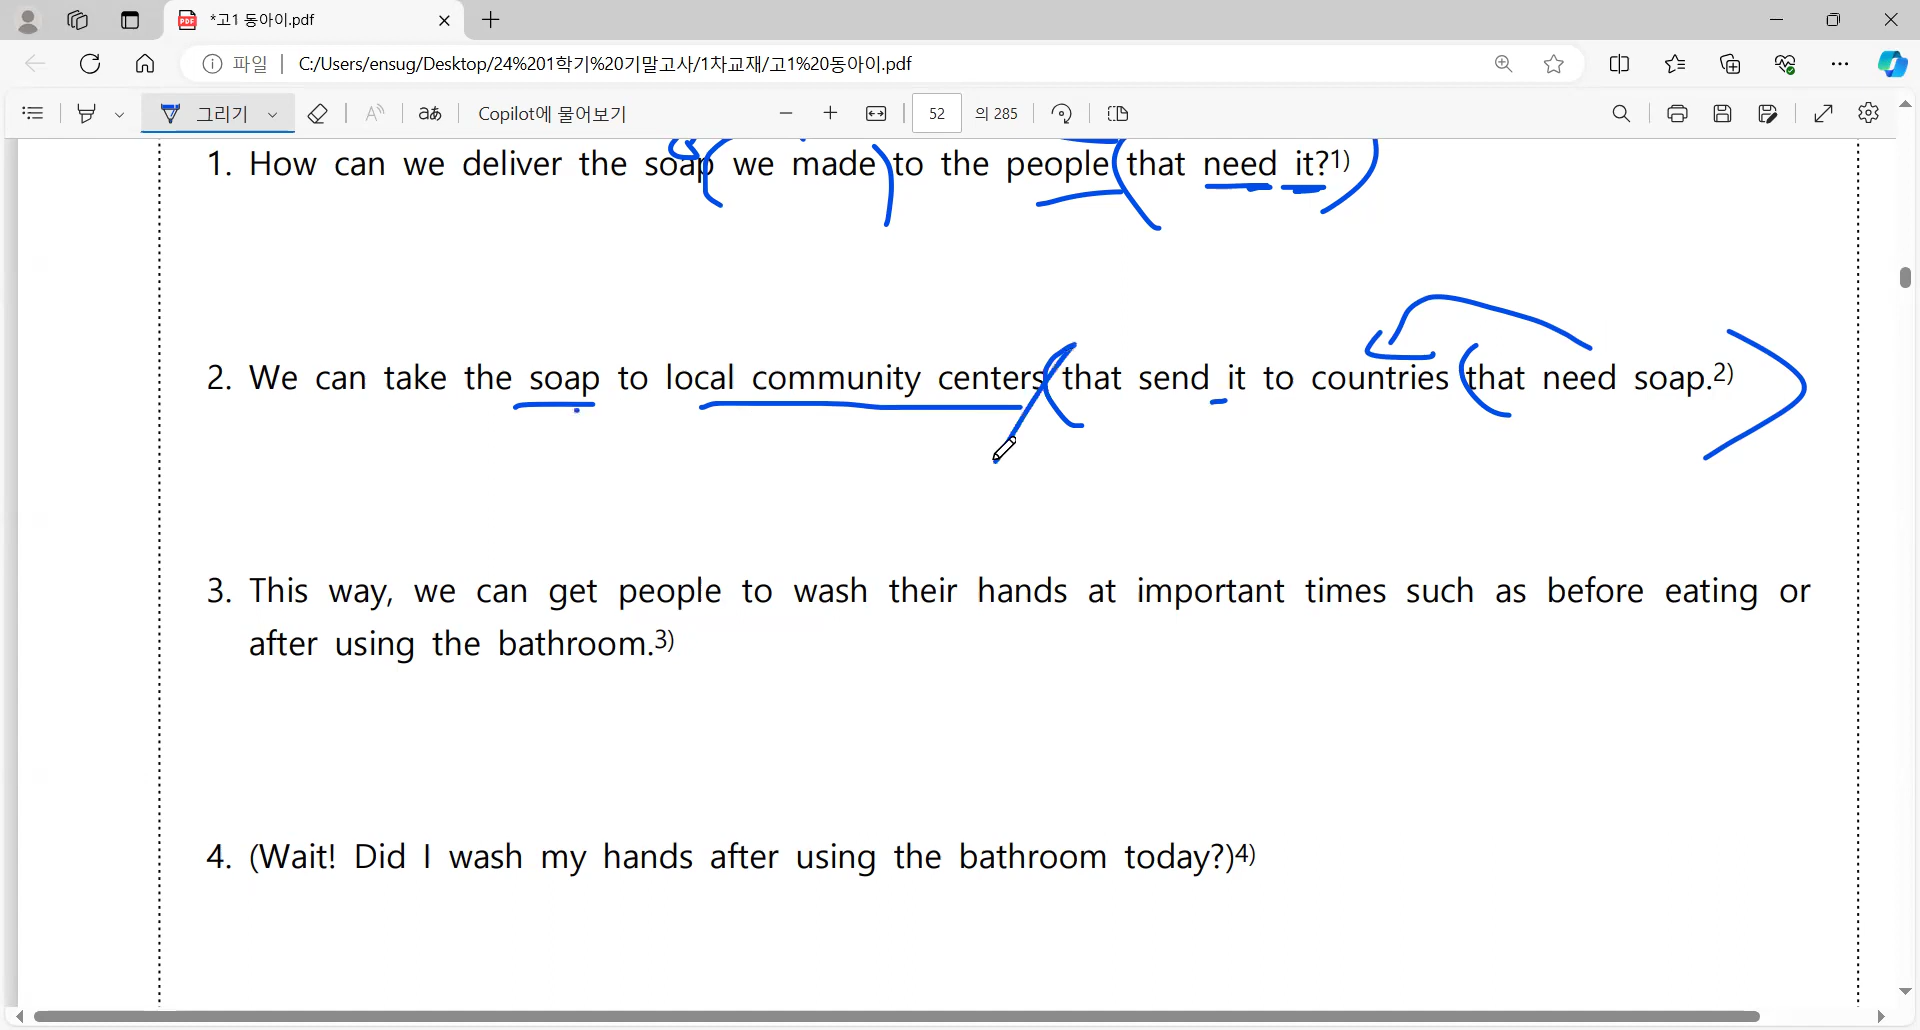 *고1 동아이.pdf
파일 | C:/Users/ensug/Desktop/24%201학기%20기말고사/1차교재/고1%20동아이.pdf
그리기 aあ Copilot에 물어보기 52 의 285
1. How can we deliver the soap we made to the people that need it?1)
2. We can take the soap to local community centers that send it to countries that need soap.2)
3. This way, we can get people to wash their hands at important times such as before eating or
after using the bathroom.3)
4. (Wait! Did I wash my hands after using the bathroom today?)4)